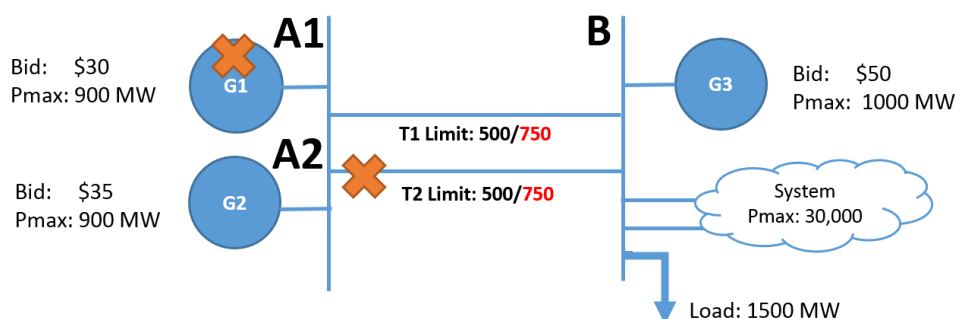 A1
B
Bid: $30
Pmax: 900 MW
G1
G3
Bid: $50
Pmax: 1000 MW
T1 Limit: 500/750
A2
Bid: $35
Pmax: 900 MW
G2
T2 Limit: 500/750
System
Pmax: 30,000
Load: 1500 MW